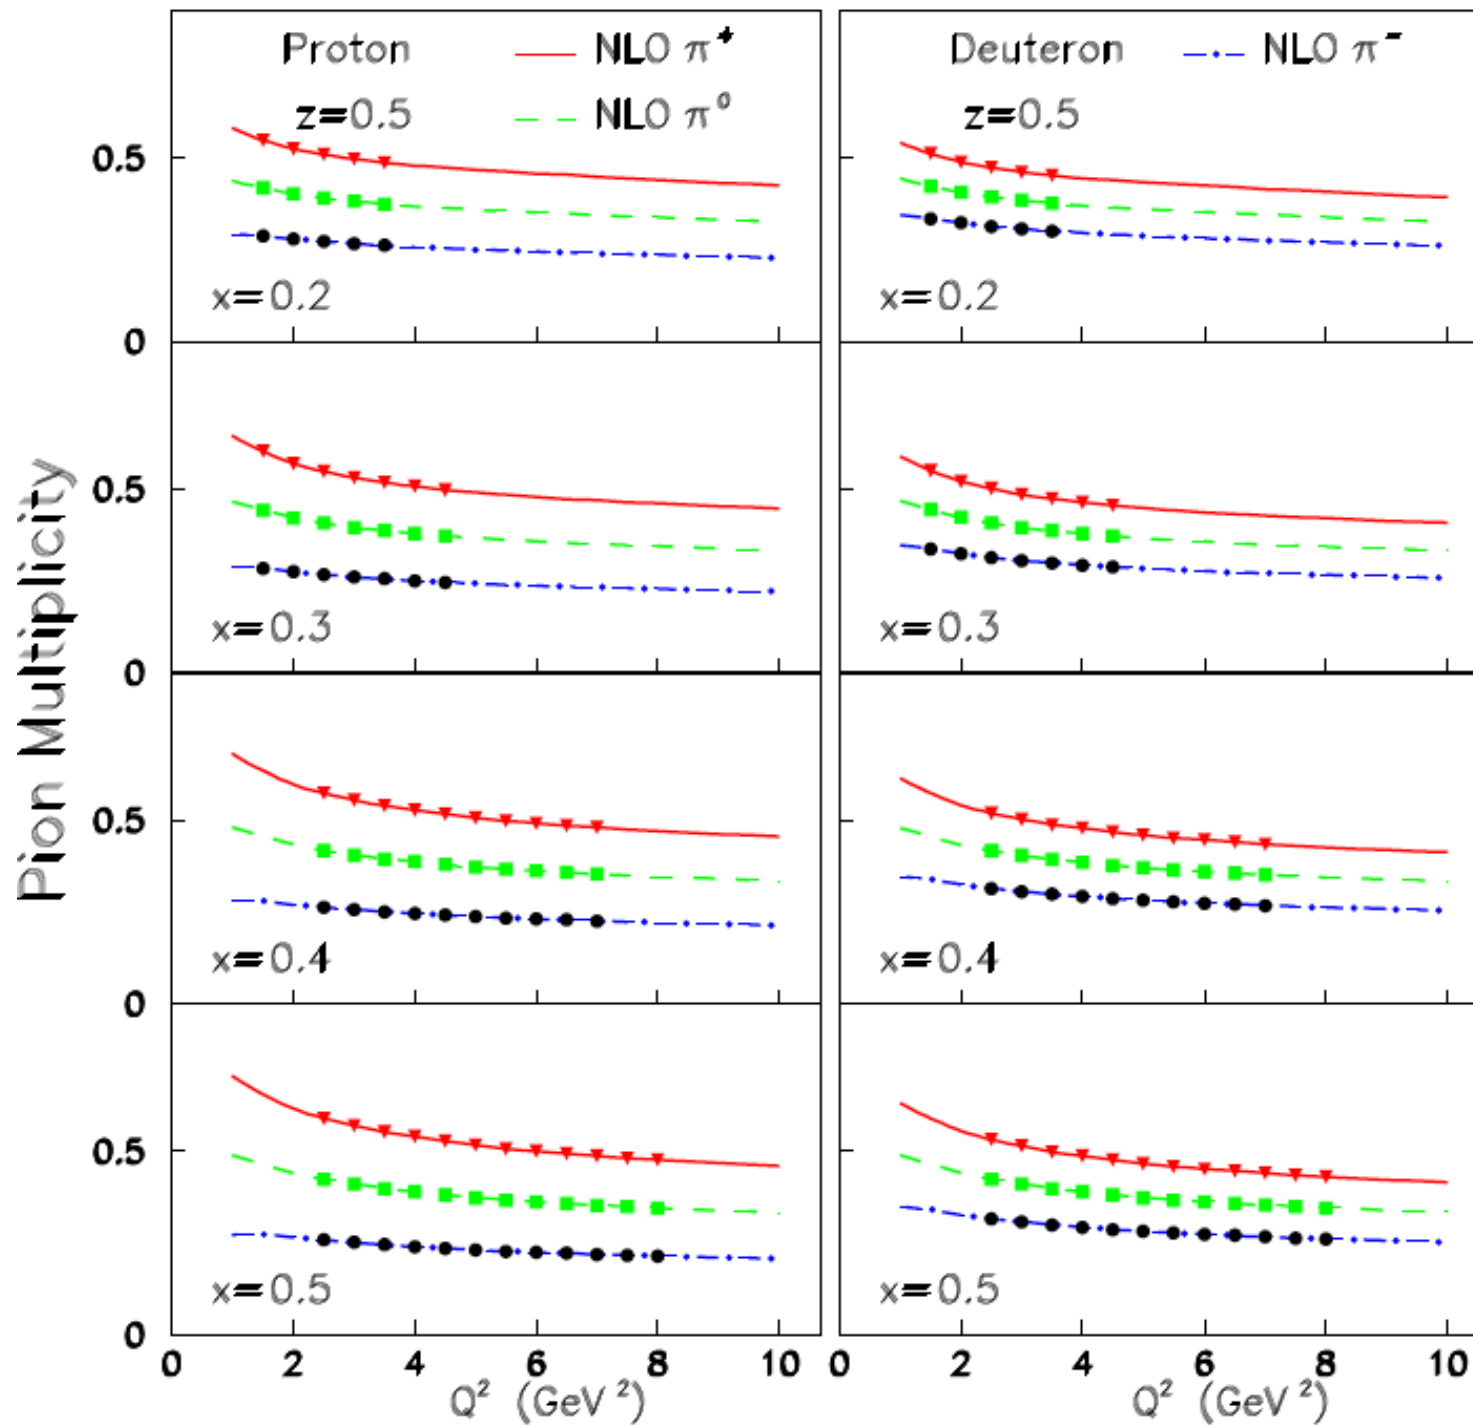 Proton
NLO π⁺
z=0.5
NLO π⁰
Deuteron
NLO π⁻
z=0.5
0.5
x=0.2
x=0.2
0
0.5
x=0.3
x=0.3
0
Pion Multiplicity
0.5
x=0.4
x=0.4
0
0.5
x=0.5
x=0.5
0
0 2 4 6 8 10
2 4 6 8 10
Q² (GeV²)
Q² (GeV²)